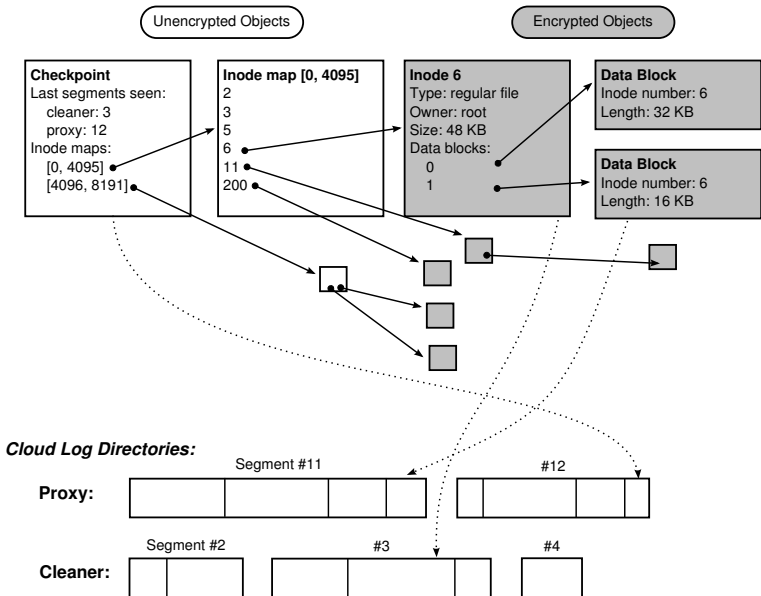 Unencrypted Objects
Encrypted Objects
Checkpoint
Last segments seen:
cleaner: 3
proxy: 12
Inode maps:
[0, 4095]
[4096, 8191]
Inode map [0, 4095]
2
3
5
6
11
200
Inode 6
Type: regular file
Owner: root
Size: 48 KB
Data blocks:
0
1
Data Block
Inode number: 6
Length: 32 KB
Data Block
Inode number: 6
Length: 16 KB
Cloud Log Directories:
Segment #11
#12
Proxy:
Segment #2
#3
#4
Cleaner: